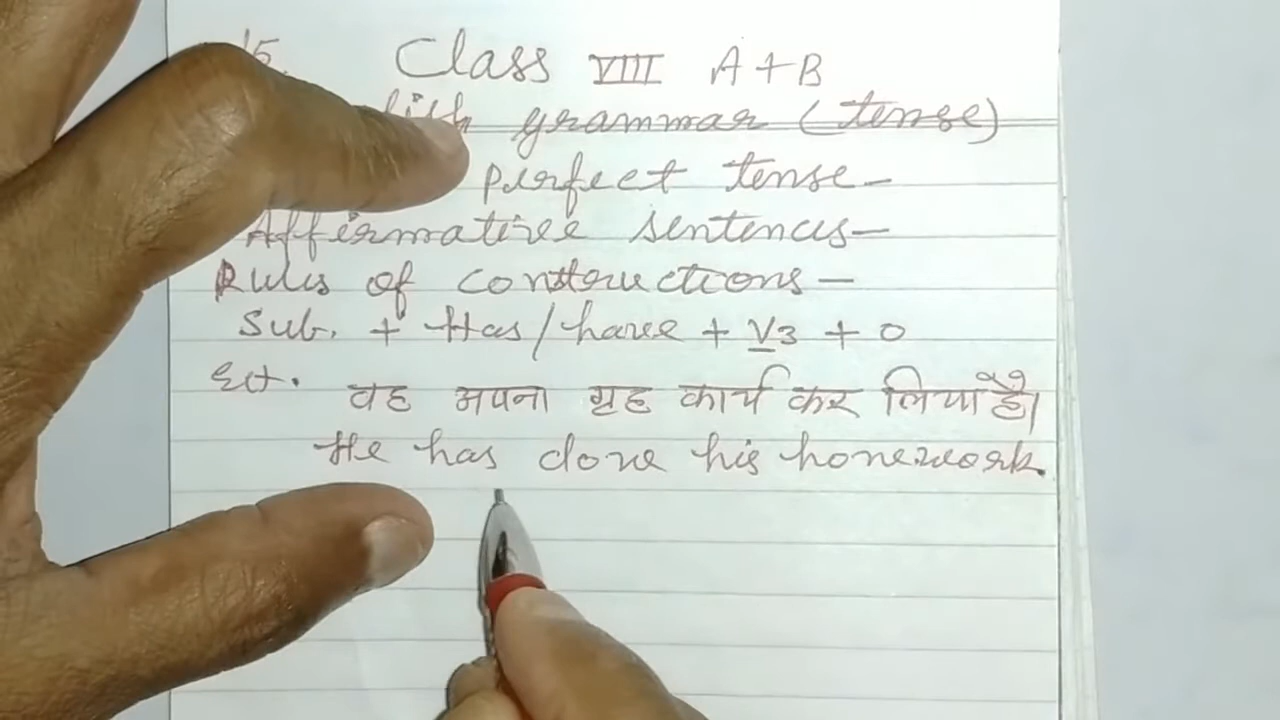 15. Class VIII A+B
grammar (tense)
perfect tense-
Affirmative sentences-
Rules of constructions-
Sub. + Has/have + V3 + O
Ex. वह अपना गृह कार्य कर लिया है।
He has done his homework.